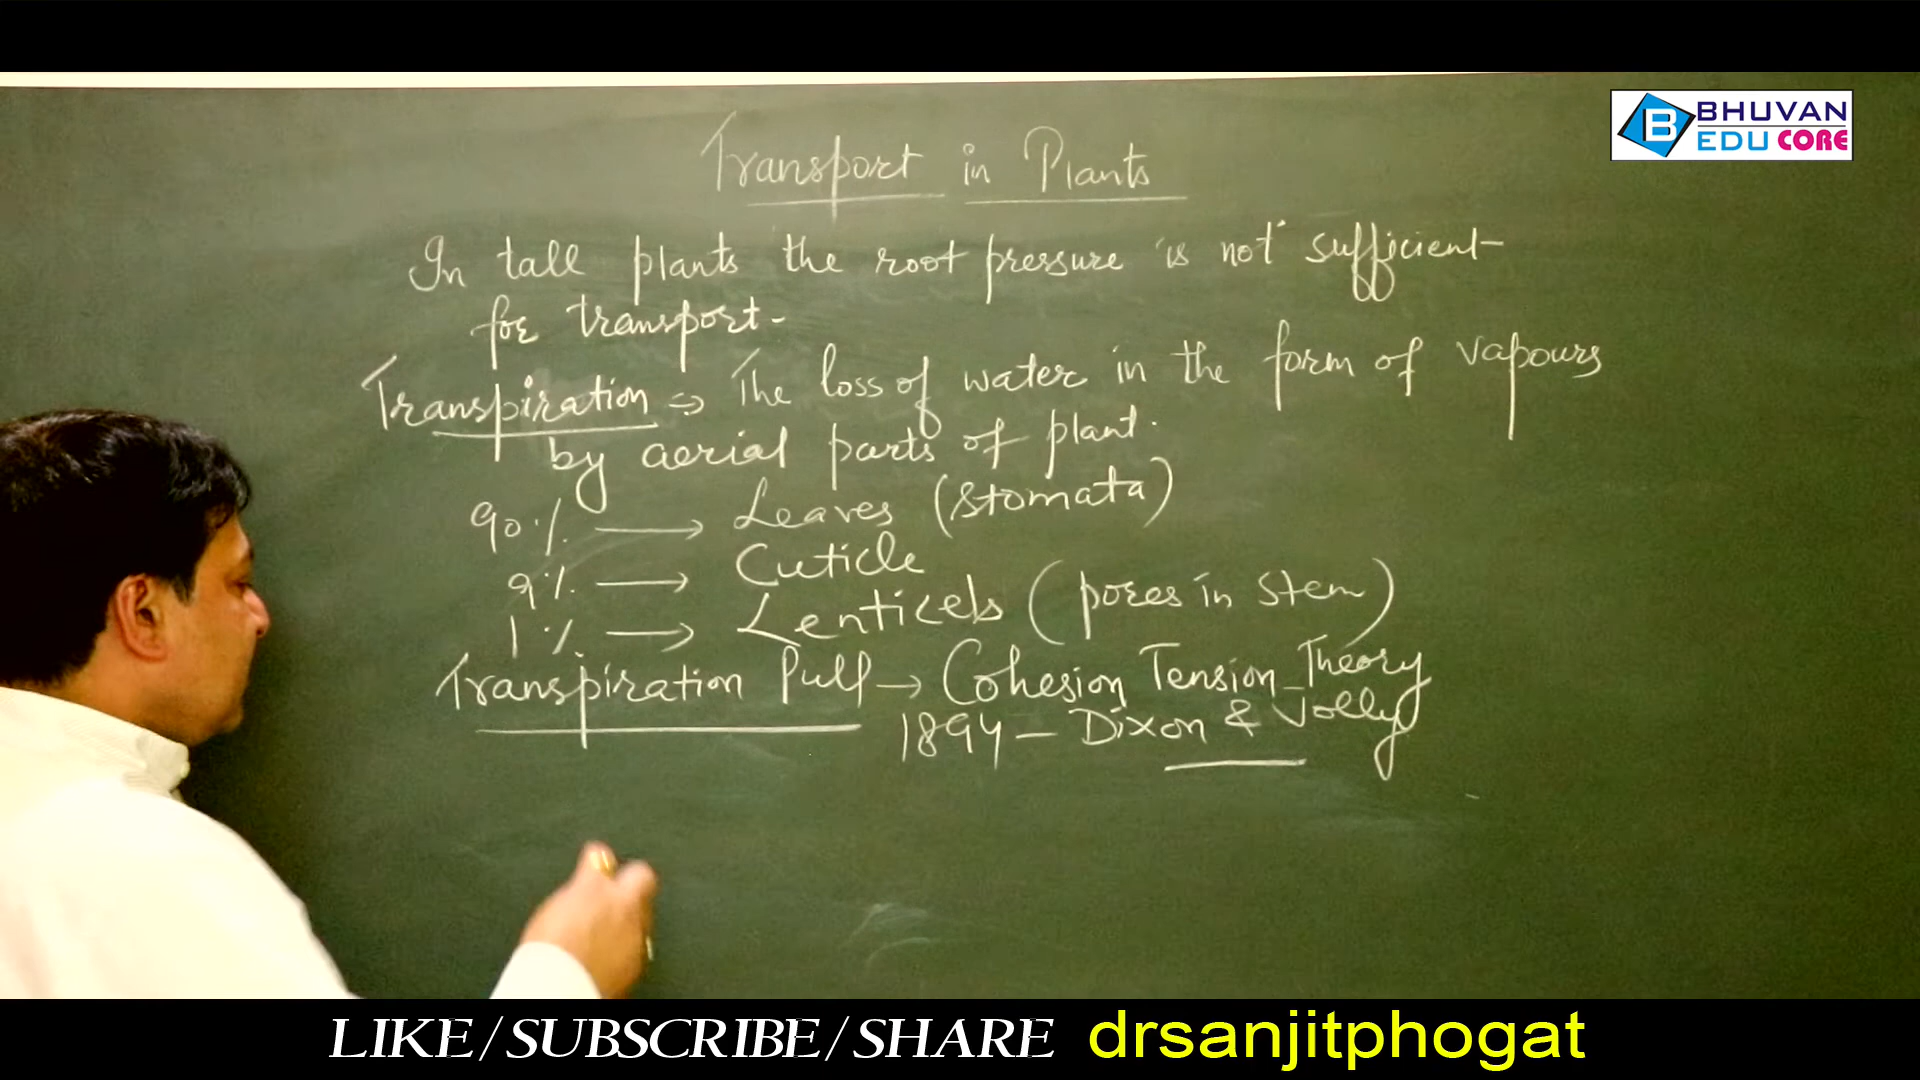 BHUVAN
EDU CORE
Transport in Plants
In tall plants the root pressure is not sufficient
for transport.
Transpiration ⇒ The loss of water in the form of vapours
by aerial parts of plant.
90% → Leaves (Stomata)
9% → Cuticle
1% → Lenticels (pores in stem)
Transpiration Pull → Cohesion Tension Theory
1894 - Dixon & Jolly
LIKE/SUBSCRIBE/SHARE drsanjitphogat